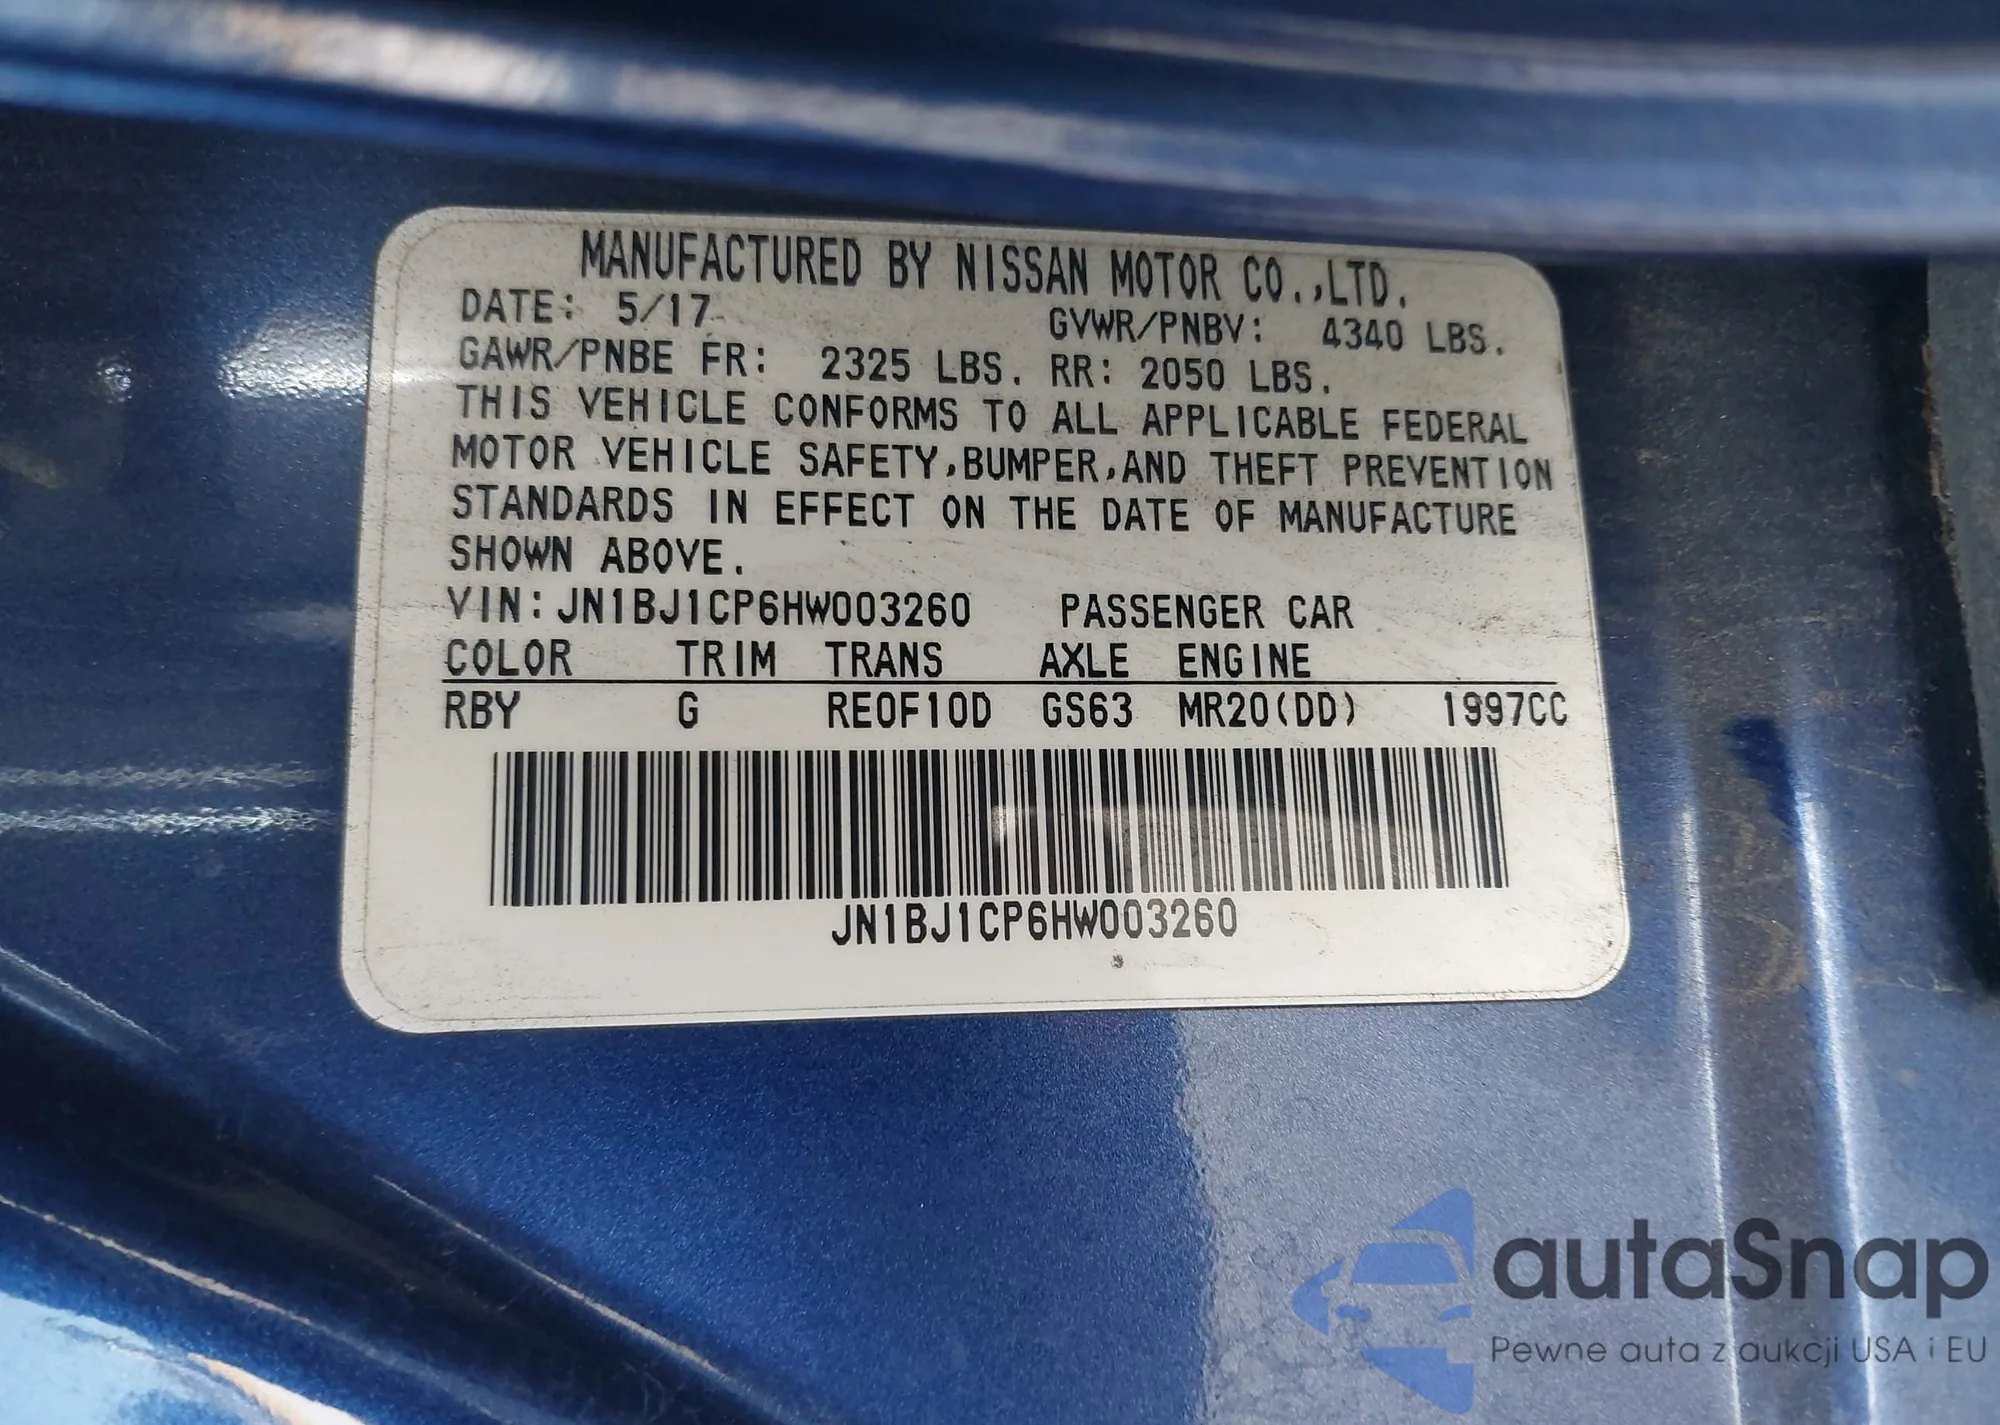 MANUFACTURED BY NISSAN MOTOR CO.,LTD.
DATE: 5/17 GVWR/PNBV: 4340 LBS.
GAWR/PNBE FR: 2325 LBS. RR: 2050 LBS.
THIS VEHICLE CONFORMS TO ALL APPLICABLE FEDERAL
MOTOR VEHICLE SAFETY,BUMPER,AND THEFT PREVENTION
STANDARDS IN EFFECT ON THE DATE OF MANUFACTURE
SHOWN ABOVE.
VIN:JN1BJ1CP6HW003260 PASSENGER CAR
COLOR TRIM TRANS AXLE ENGINE
RBY G RE0F10D GS63 MR20(DD) 1997CC
JN1BJ1CP6HW003260
autaSnap
Pewne auta z aukcji USA i EU